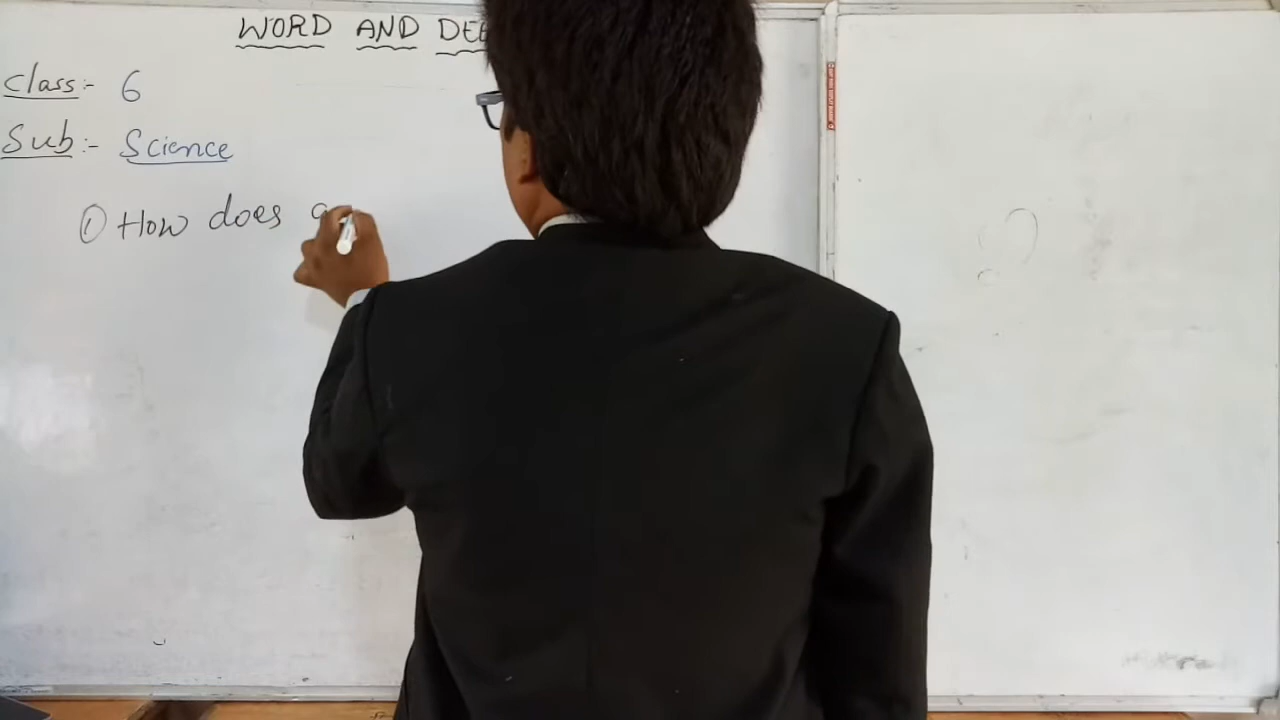 WORD AND DEE
Class:- 6
Sub:- Science
① How does a